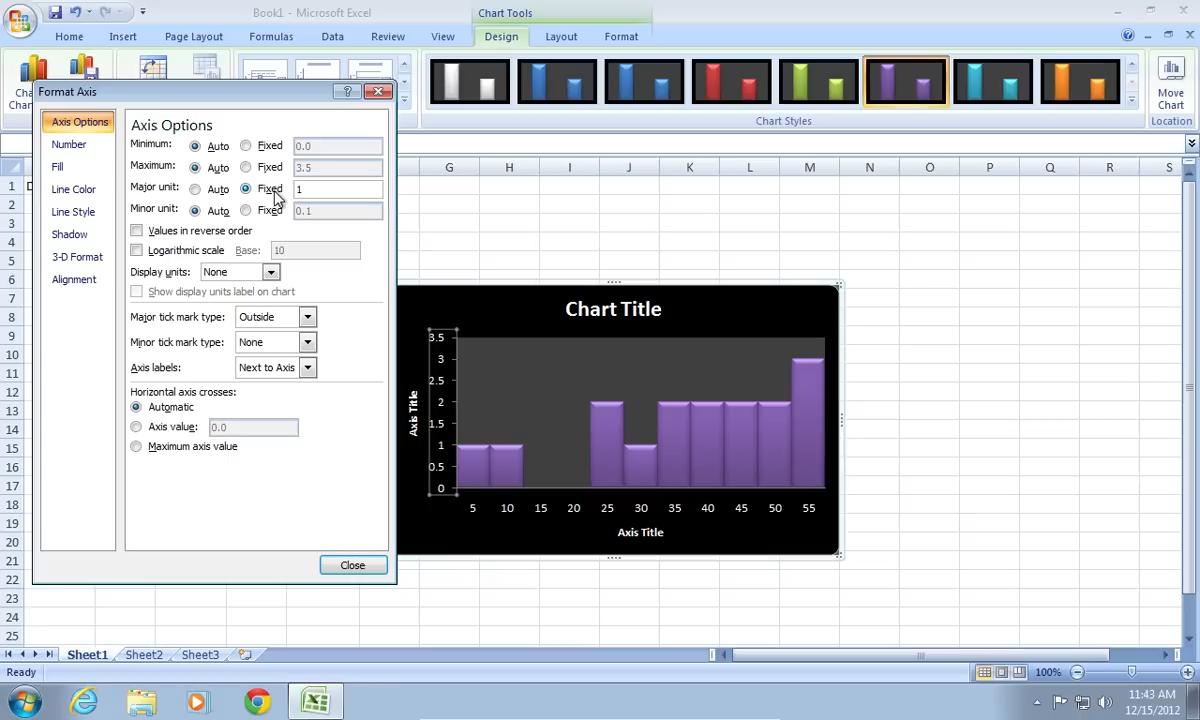 Book1 - Microsoft Excel
Chart Tools
Home Insert Page Layout Formulas Data Review View Design Layout Format
Move
Chart
Chart Styles
Location
Format Axis
Axis Options
Number
Fill
Line Color
Line Style
Shadow
3-D Format
Alignment
Axis Options
Minimum: Auto Fixed 0.0
Maximum: Auto Fixed 3.5
Major unit: Auto Fixed 1
Minor unit: Auto Fixed 0.1
Values in reverse order
Logarithmic scale Base: 10
Display units: None
Show display units label on chart
Major tick mark type: Outside
Minor tick mark type: None
Axis labels: Next to Axis
Horizontal axis crosses:
Automatic
Axis value: 0.0
Maximum axis value
Close
G H I J K L M N O P Q R S
1
2
3
4
5
6
7
8
9
10
11
12
13
14
15
16
17
18
19
20
21
22
23
24
25
Chart Title
3.5
3
2.5
2
1.5
1
0.5
0
Axis Title
5 10 15 20 25 30 35 40 45 50 55
Axis Title
Sheet1 Sheet2 Sheet3
Ready
100%
11:43 AM
12/15/2012